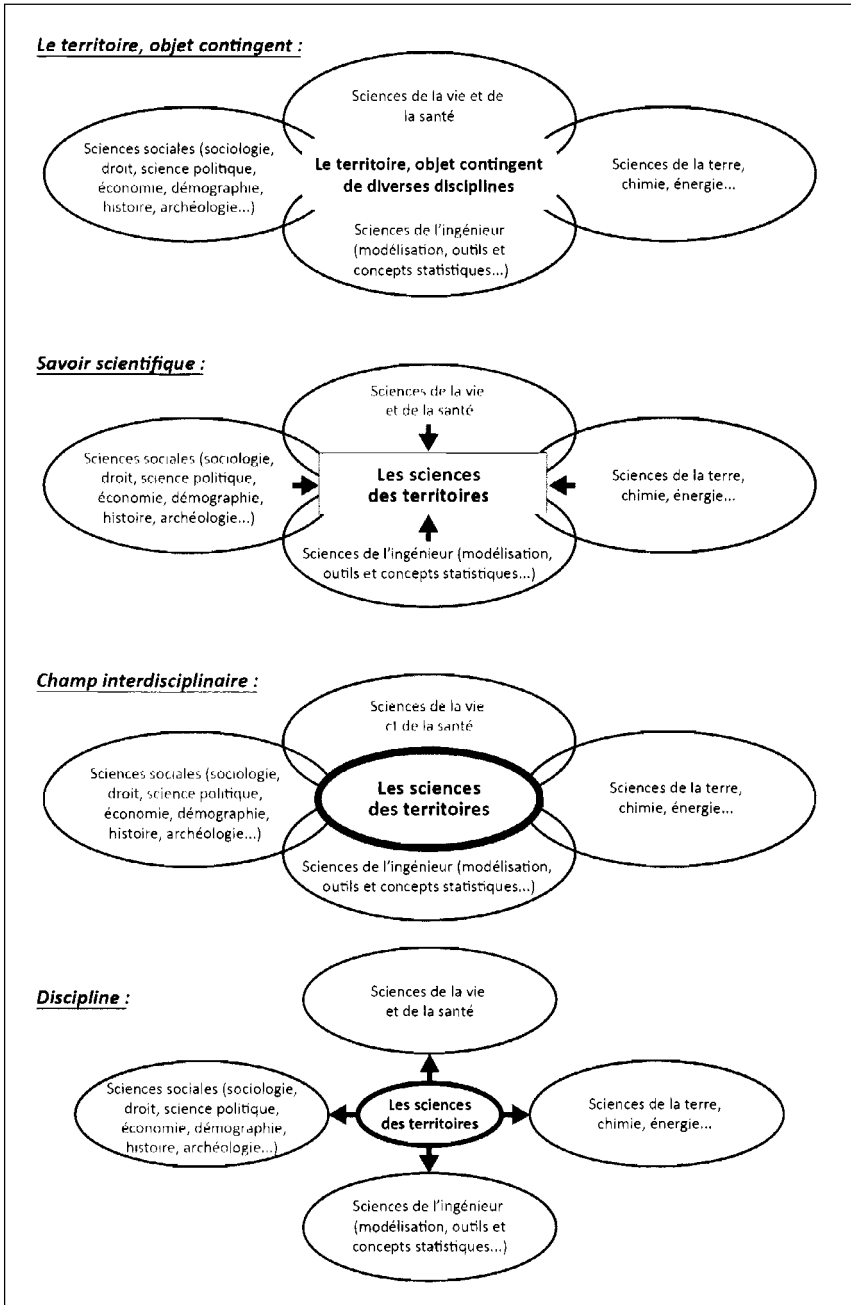 Le territoire, objet contingent :
Sciences de la vie et de
la santé
Sciences sociales (sociologie,
droit, science politique,
économie, démographie,
histoire, archéologie...)
Le territoire, objet contingent
de diverses disciplines
Sciences de la terre,
chimie, énergie...
Sciences de l'ingénieur
(modélisation, outils et
concepts statistiques...)
Savoir scientifique :
Sciences de la vie
et de la santé
Sciences sociales (sociologie,
droit, science politique,
économie, démographie,
histoire, archéologie...)
Les sciences
des territoires
Sciences de la terre,
chimie, énergie...
Sciences de l'ingénieur (modélisation,
outils et concepts statistiques...)
Champ interdisciplinaire :
Sciences de la vie
c1 de la santé
Sciences sociales (sociologie,
droit, science politique,
économie, démographie,
histoire, archéologie...)
Les sciences
des territoires
Sciences de la terre,
chimie, énergie...
Sciences de l'ingénieur (modélisation,
outils et concepts statistiques...)
Discipline :
Sciences de la vie
et de la santé
Sciences sociales (sociologie,
droit, science politique,
économie, démographie,
histoire, archéologie...)
Les sciences
des territoires
Sciences de la terre,
chimie, énergie...
Sciences de l'ingénieur
(modélisation, outils et
concepts statistiques...)